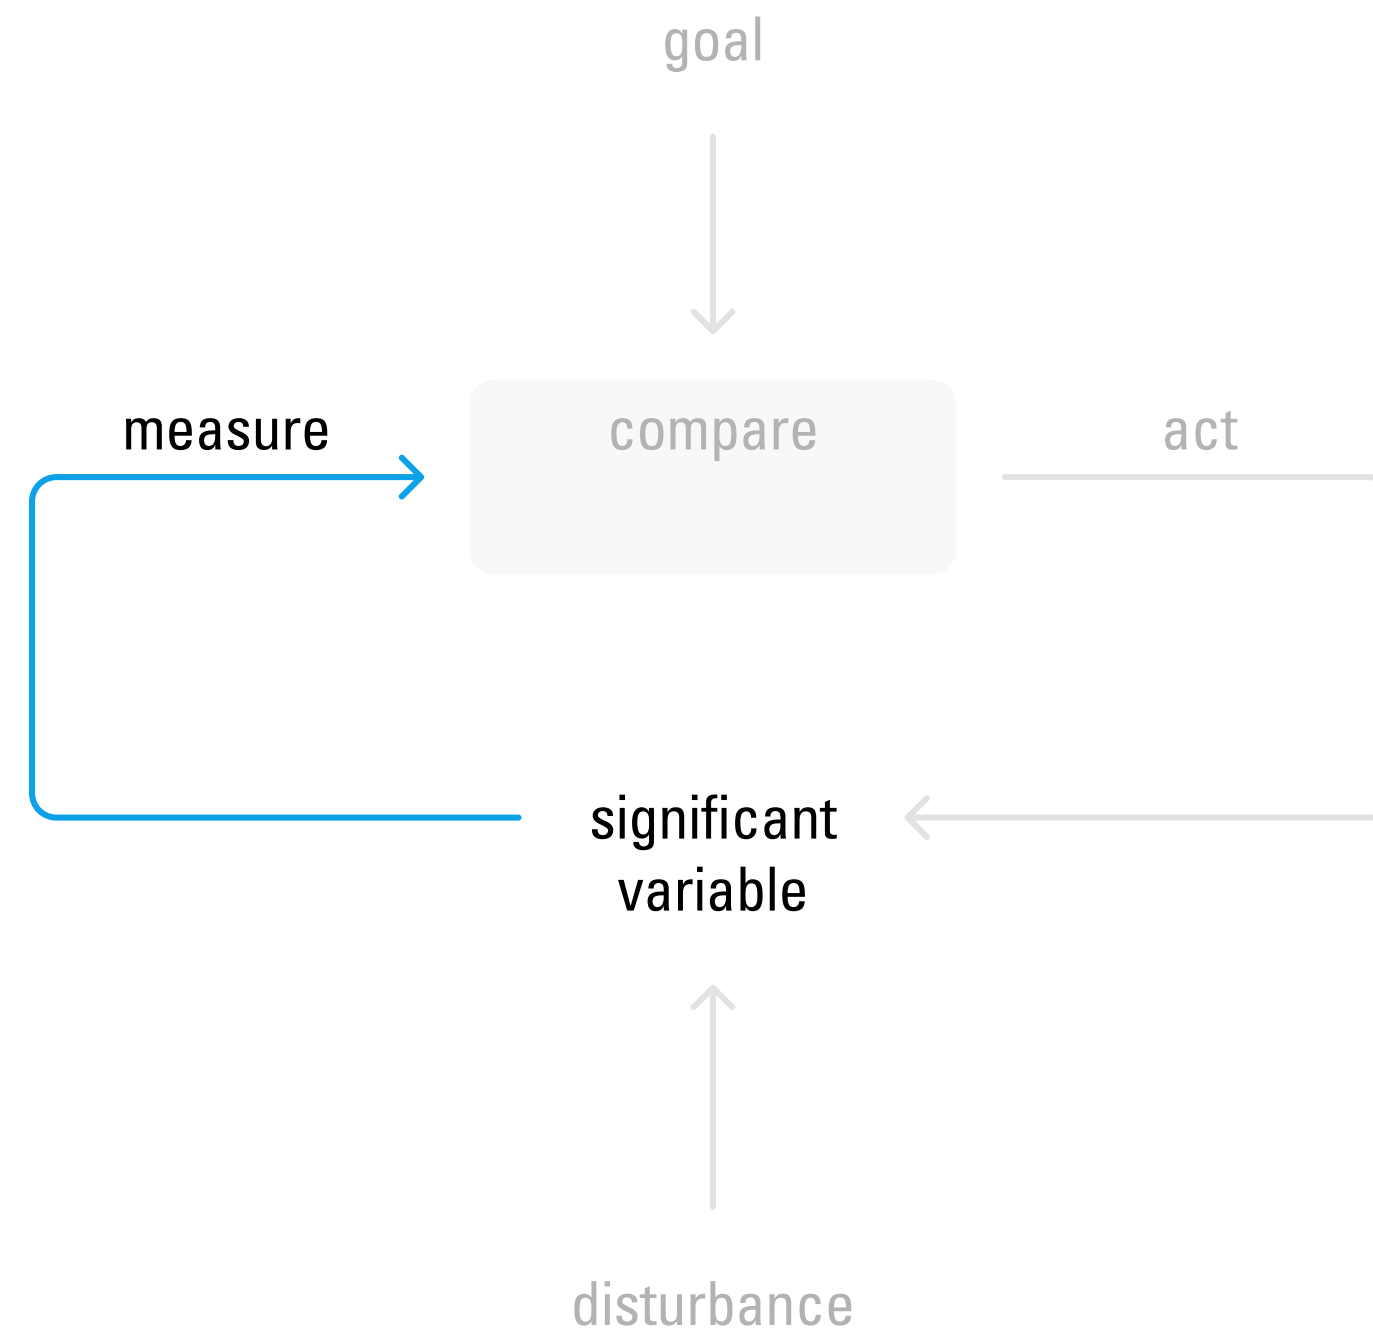 goal
measure
compare
act
significant
variable
disturbance